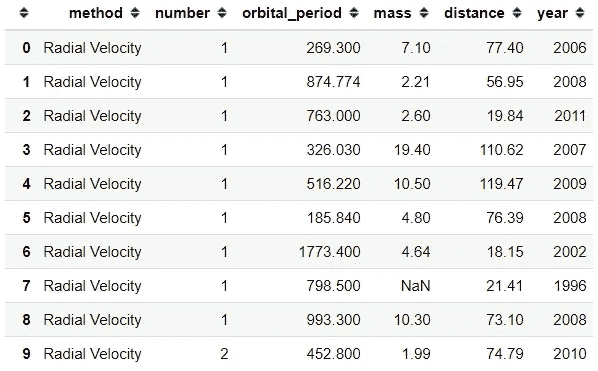 method number orbital_period mass distance year
0 Radial Velocity 1 269.300 7.10 77.40 2006
1 Radial Velocity 1 874.774 2.21 56.95 2008
2 Radial Velocity 1 763.000 2.60 19.84 2011
3 Radial Velocity 1 326.030 19.40 110.62 2007
4 Radial Velocity 1 516.220 10.50 119.47 2009
5 Radial Velocity 1 185.840 4.80 76.39 2008
6 Radial Velocity 1 1773.400 4.64 18.15 2002
7 Radial Velocity 1 798.500 NaN 21.41 1996
8 Radial Velocity 1 993.300 10.30 73.10 2008
9 Radial Velocity 2 452.800 1.99 74.79 2010